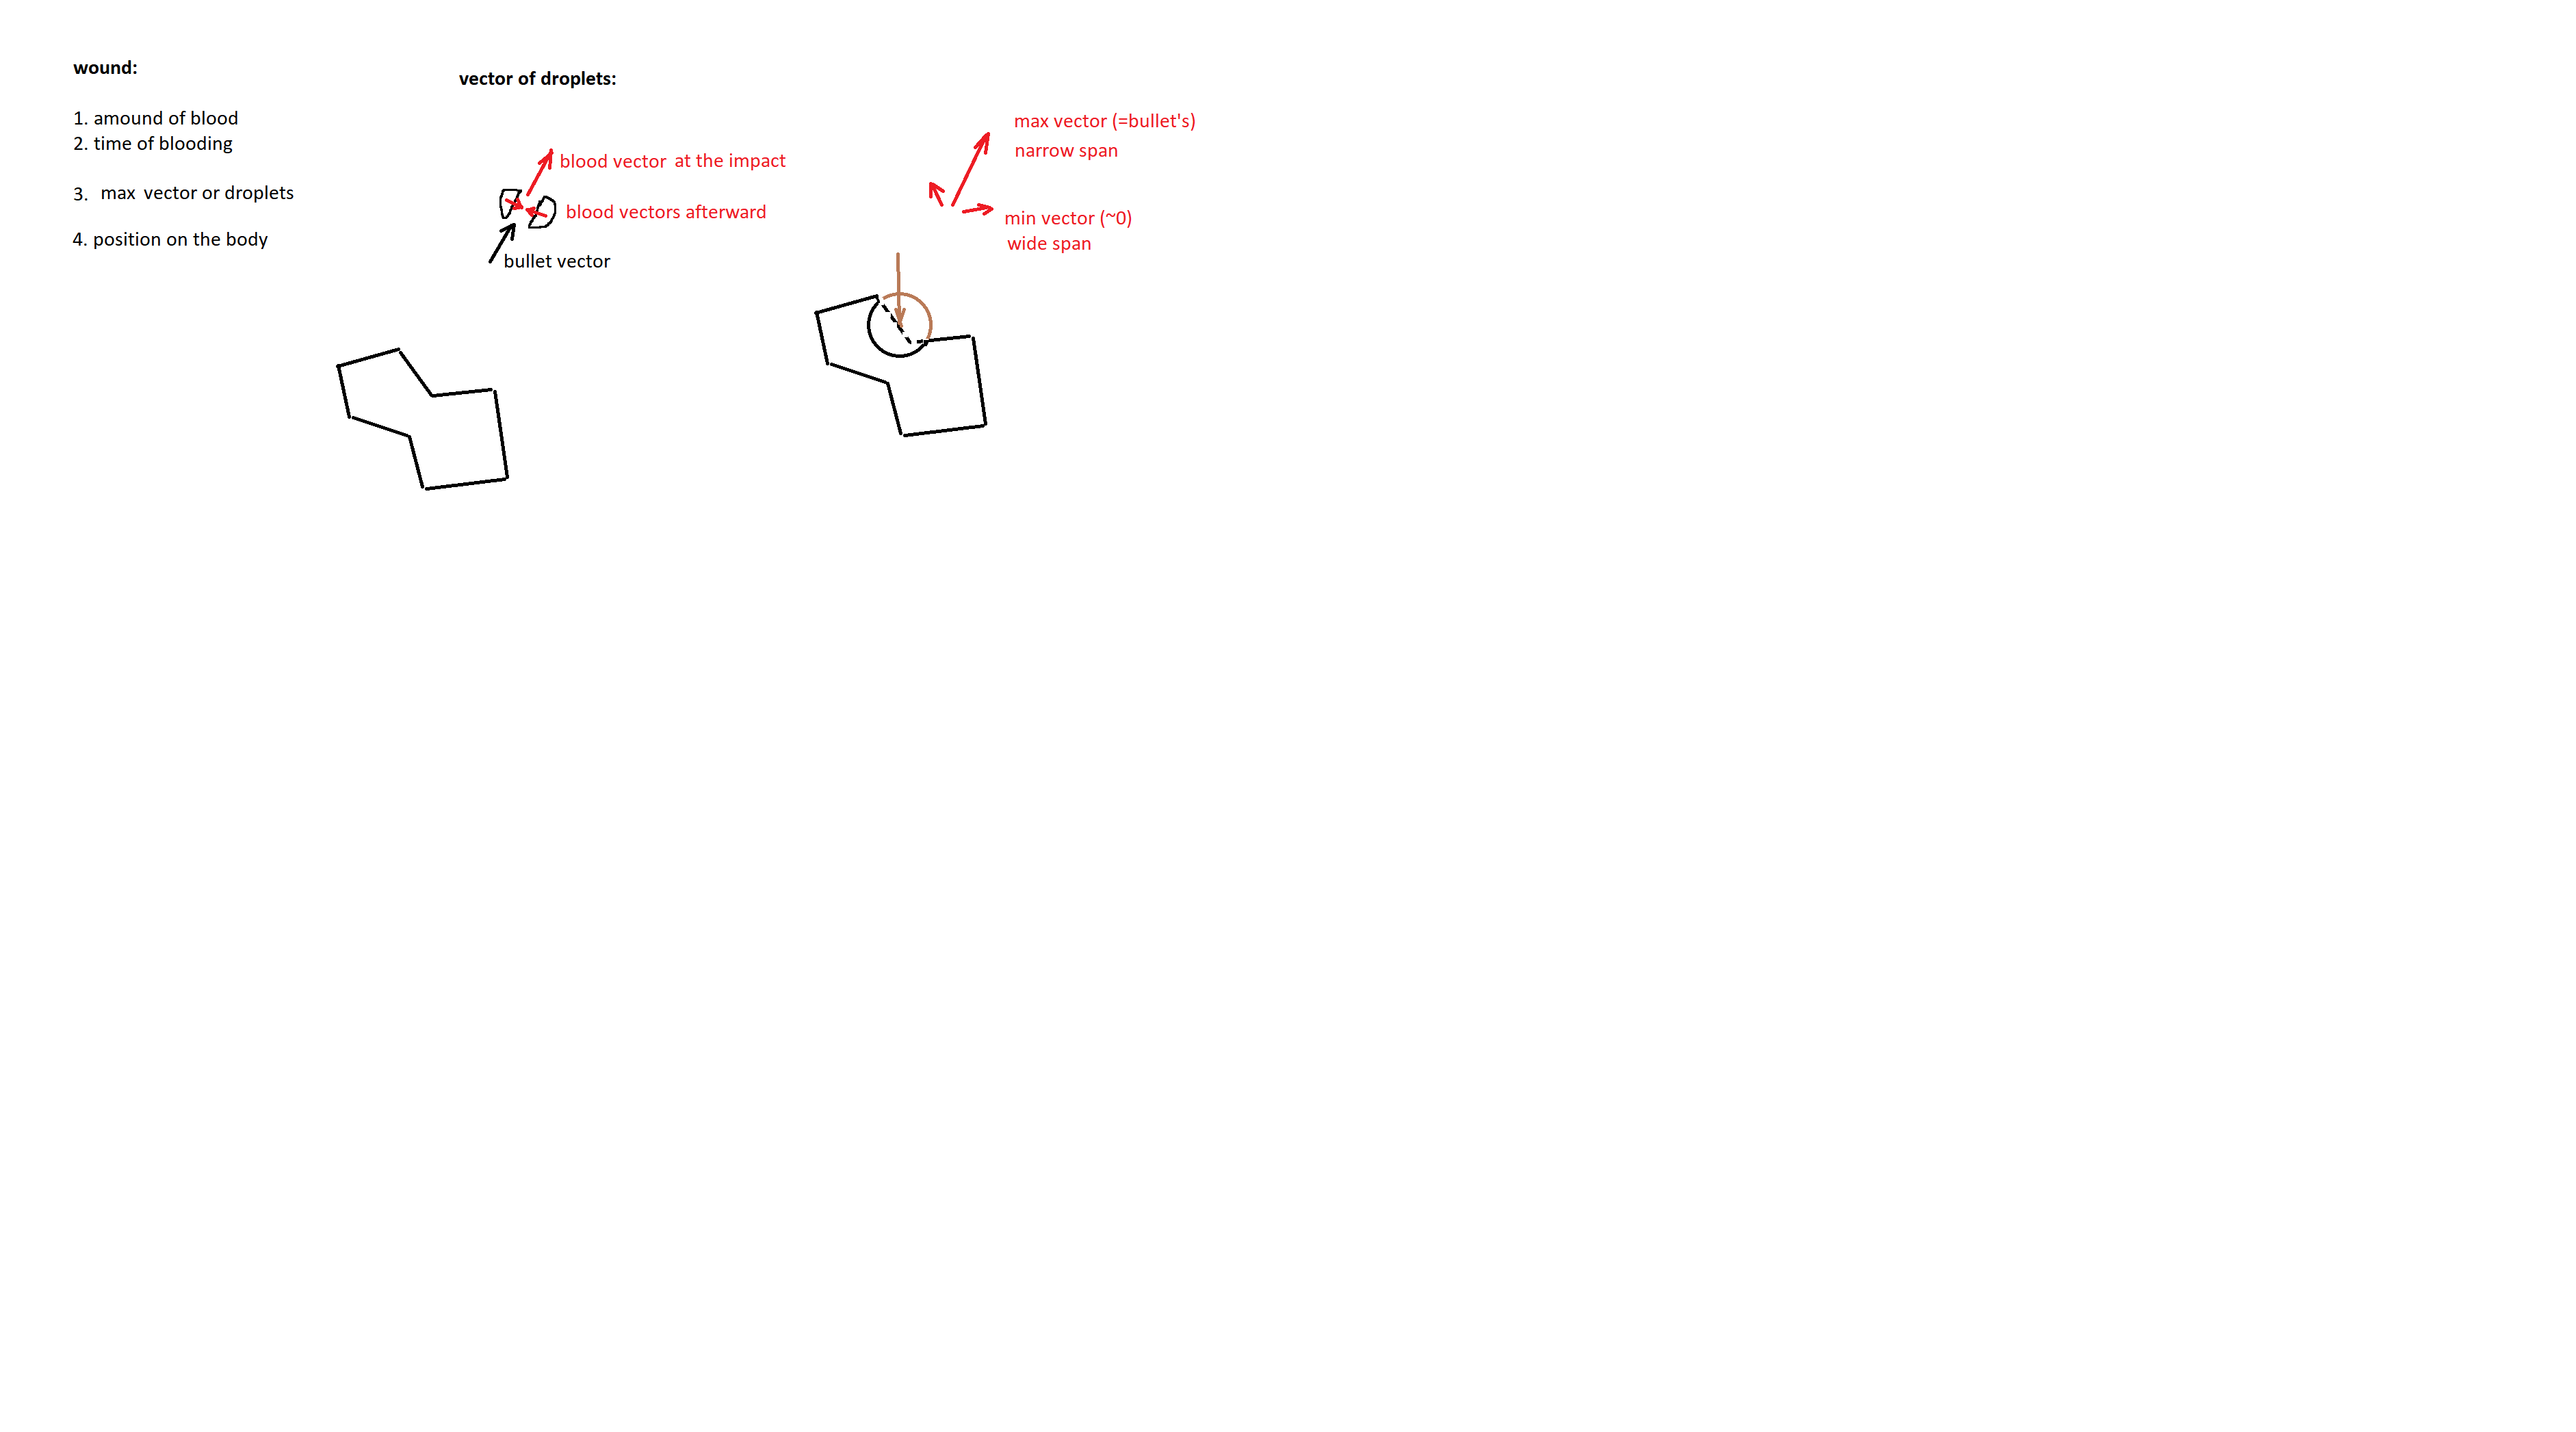 wound:
1. amound of blood
2. time of blooding
3. max vector or droplets
4. position on the body
vector of droplets:
blood vector at the impact
blood vectors afterward
bullet vector
max vector (=bullet's)
narrow span
min vector (~0)
wide span